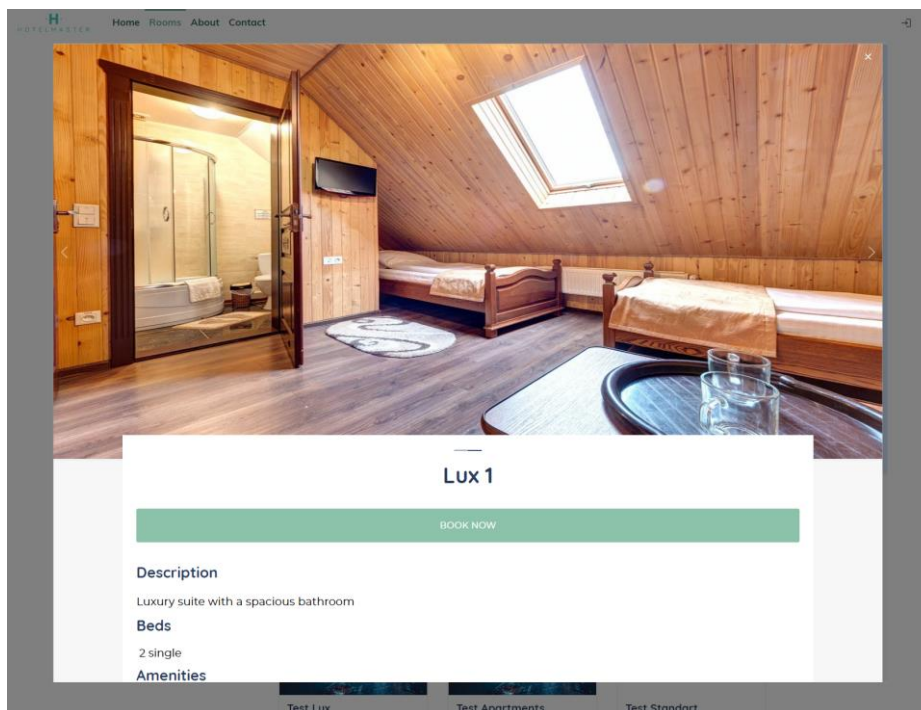 H
HOTELMASTER
Home Rooms About Contact
Lux 1
BOOK NOW
Description
Luxury suite with a spacious bathroom
Beds
2 single
Amenities
Test Lux Test Apartments Test Standart